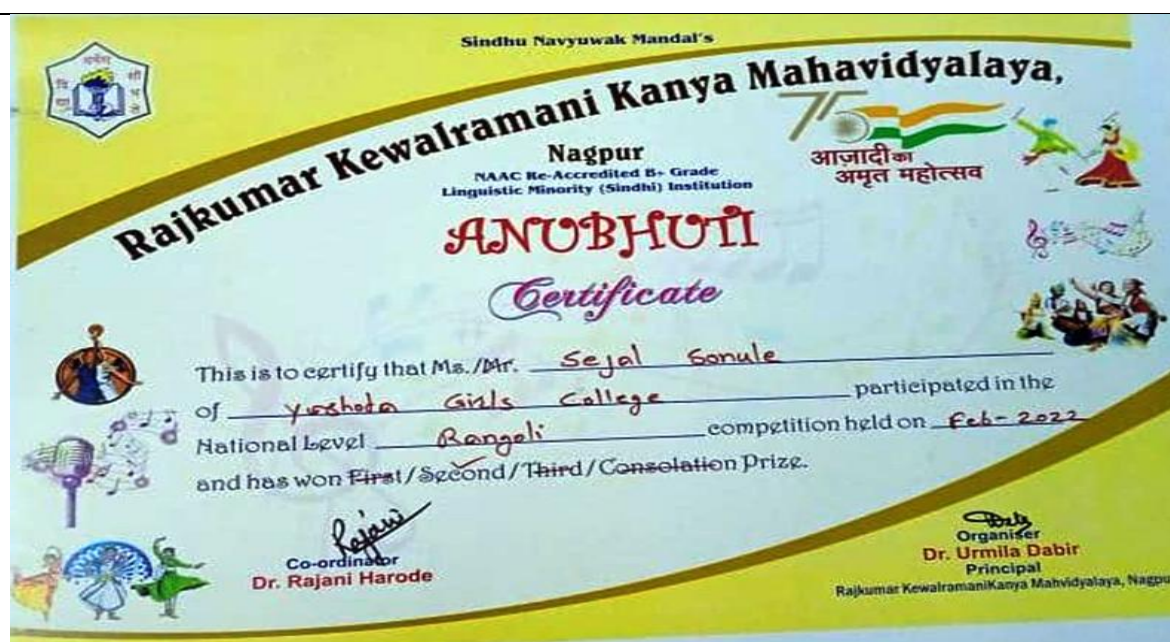 Sindhu Navyuwak Mandal's
Rajkumar Kewalramani Kanya Mahavidyalaya,
Nagpur
NAAC Re-Accredited B+ Grade
Linguistic Minority (Sindhi) Institution
75
आज़ादी का
अमृत महोत्सव
ANUBHUTI
Certificate
This is to certify that Ms./Mr. Sejal Sonule
of Yashoda Girls College participated in the
National Level Rangoli competition held on Feb-2022
and has won First/Second/Third/Consolation Prize.
Rajani
Co-ordinator
Dr. Rajani Harode
Organiser
Dr. Urmila Dabir
Principal
Rajkumar KewalramaniKanya Mahvidyalaya, Nagpu